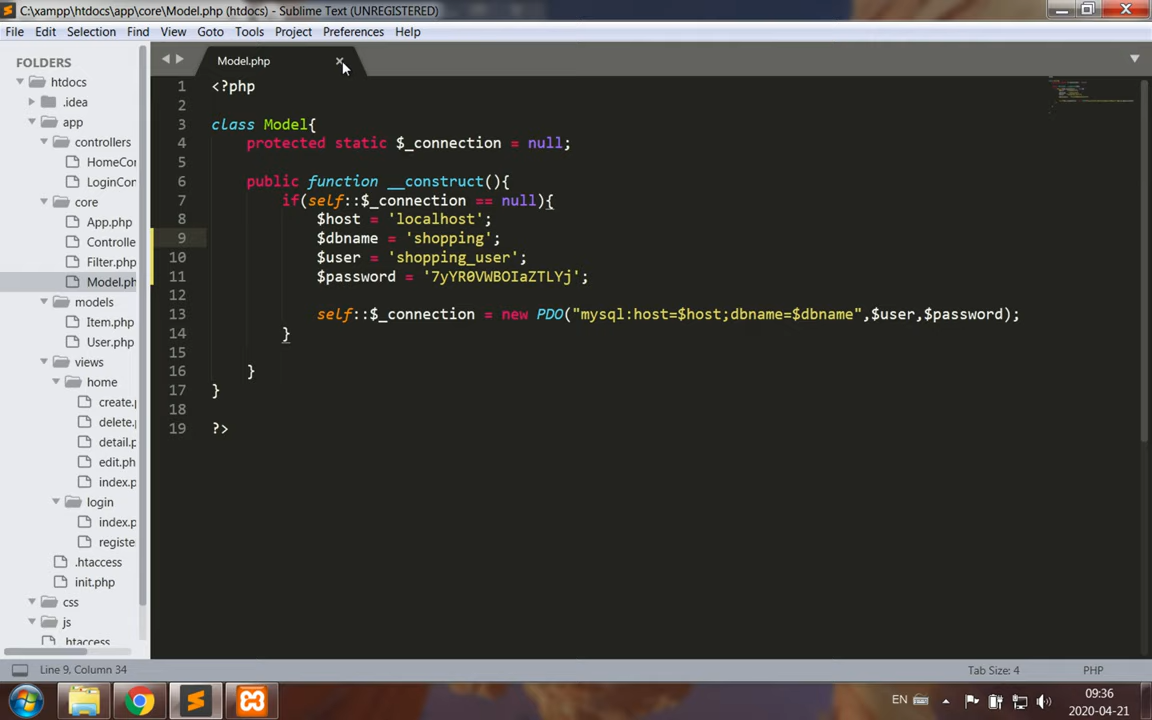 C:\xampp\htdocs\app\core\Model.php (htdocs) - Sublime Text (UNREGISTERED)
File Edit Selection Find View Goto Tools Project Preferences Help
FOLDERS
htdocs
.idea
app
controllers
HomeCor
LoginCor
core
App.php
Controlle
Filter.php
Model.ph
models
Item.php
User.php
views
home
create.p
delete.p
detail.p
edit.ph
index.p
login
index.p
registe
.htaccess
init.php
css
js
.htaccess
Model.php
1 <?php
2
3 class Model{
4 protected static $_connection = null;
5
6 public function __construct(){
7 if(self::$_connection == null){
8 $host = 'localhost';
9 $dbname = 'shopping';
10 $user = 'shopping_user';
11 $password = '7yYR0VWBOIaZTLYj';
12
13 self::$_connection = new PDO("mysql:host=$host;dbname=$dbname",$user,$password);
14 }
15
16 }
17 }
18
19 ?>
Line 9, Column 34
Tab Size: 4
PHP
EN
09:36
2020-04-21